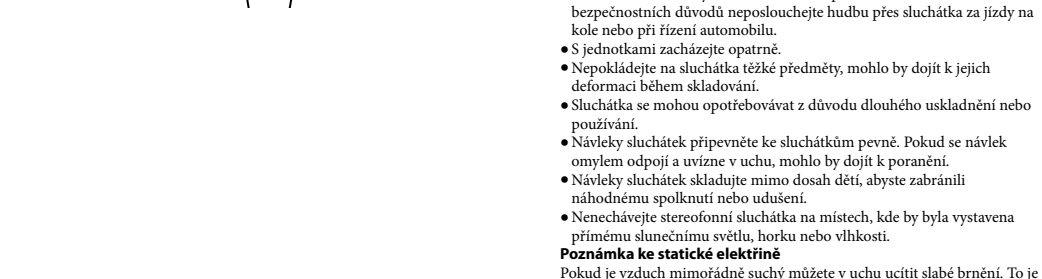 bezpečnostních důvodů neposlouchejte hudbu přes sluchátka za jízdy na
kole nebo při řízení automobilu.
● S jednotkami zacházejte opatrně.
● Nepokládejte na sluchátka těžké předměty, mohlo by dojít k jejich
deformaci během skladování.
● Sluchátka se mohou opotřebovávat z důvodu dlouhého uskladnění nebo
používání.
● Návleky sluchátek připevněte ke sluchátkům pevně. Pokud se návlek
omylem odpojí a uvízne v uchu, mohlo by dojít k poranění.
● Návleky sluchátek skladujte mimo dosah dětí, abyste zabránili
náhodnému spolknutí nebo udušení.
● Nenechávejte stereofonní sluchátka na místech, kde by byla vystavena
přímému slunečnímu světlu, horku nebo vlhkosti.
Poznámka ke statické elektřině
Pokud je vzduch mimořádně suchý můžete v uchu ucítit slabé brnění. To je